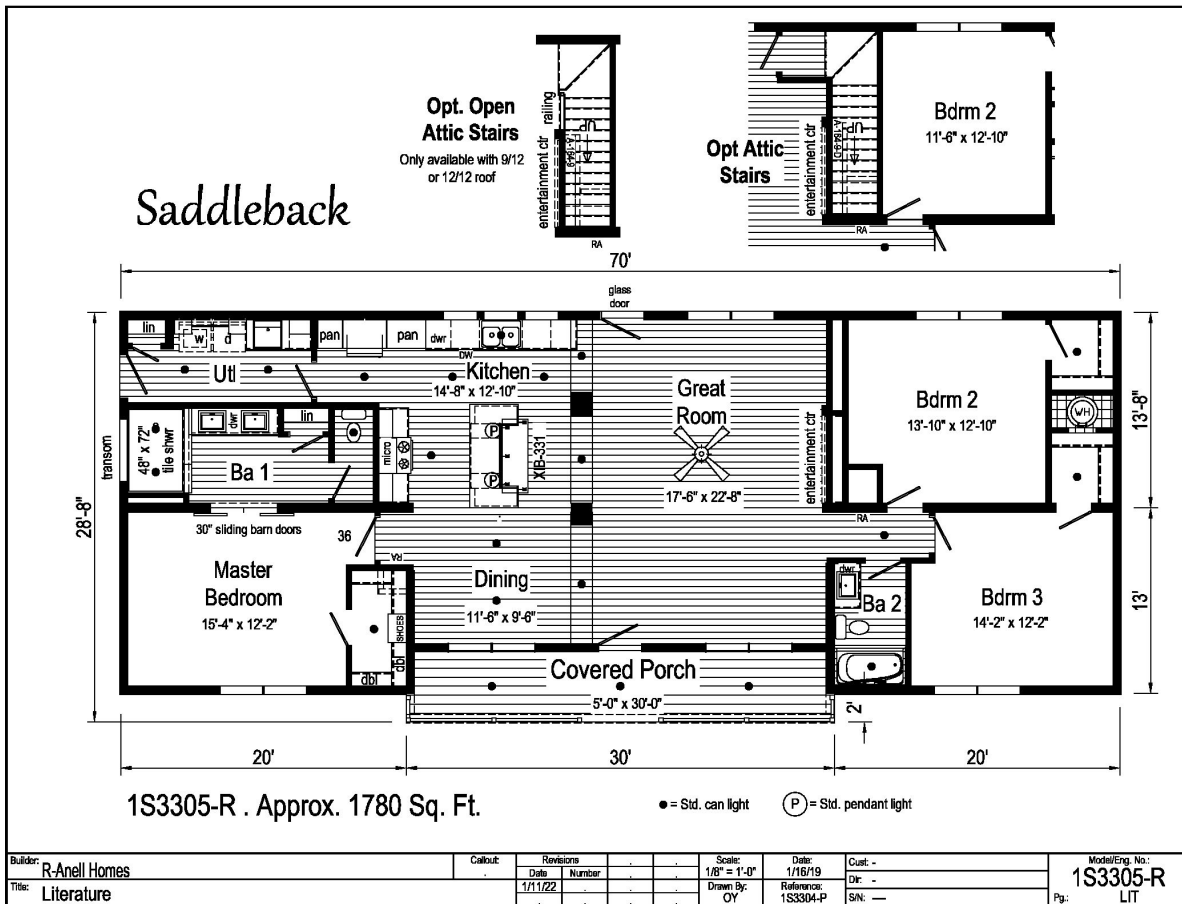 Opt. Open
Attic Stairs
Only available with 9/12
or 12/12 roof
railing
entertainment ctr
UP
A-184-9
RA
Opt Attic
Stairs
entertainment ctr
UP
A-184-9-D
RA
Bdrm 2
11'-6" x 12'-10"
Saddleback
70'
glass
door
lin
w
d
pan
pan
dwr
DW
Utl
Kitchen
14'-8" x 12'-10"
Great
Room
17'-6" x 22'-8"
entertainment ctr
Bdrm 2
13'-10" x 12'-10"
WH
13'-8"
28'-8"
transom
48" x 72"
tile shwr
dwr
lin
Ba 1
micro
P
P
XIB-331
30" sliding barn doors
36
RA
RA
Master
Bedroom
15'-4" x 12'-2"
SHOES
dbl
dbl
Dining
11'-6" x 9'-6"
dwr
Ba 2
Bdrm 3
14'-2" x 12'-2"
13'
Covered Porch
5'-0" x 30'-0"
2'
20'
30'
20'
1S3305-R . Approx. 1780 Sq. Ft.
= Std. can light
P = Std. pendant light
Builder: R-Anell Homes
Title: Literature
Callout:
Revisions
Date Number
1/11/22
Scale:
1/8" = 1'-0"
Drawn By:
OY
Date:
1/16/19
Reference:
1S3304-P
Cust: -
Dir: -
S/N: —
Model/Eng. No.:
1S3305-R
Pg.: LIT